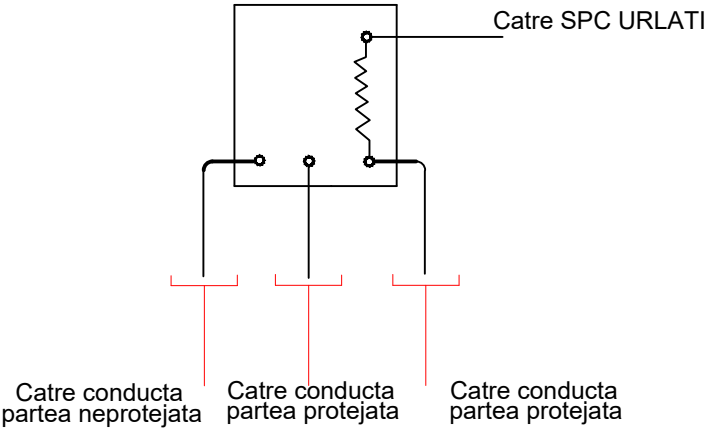 Catre SPC URLATI
Catre conducta
partea neprotejata
Catre conducta
partea protejata
Catre conducta
partea protejata